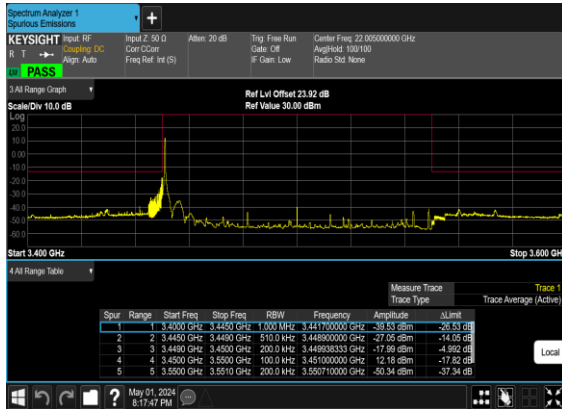 Spectrum Analyzer 1
Spurious Emissions
+
KEYSIGHT Input: RF Input Z: 50 Ω Atten: 20 dB Trig: Free Run Center Freq: 22.005000000 GHz
R T Coupling: DC Corr CCorr Gate: Off Avg|Hold: 100/100
Align: Auto Freq Ref: Int (S) IF Gain: Low Radio Std: None
LU PASS
3 All Range Graph
Ref Lvl Offset 23.92 dB
Scale/Div 10.0 dB Ref Value 30.00 dBm
Log
20.0
10.0
0.00
-10.0
-20.0
-30.0
-40.0
-50.0
-60.0
Start 3.400 GHz Stop 3.600 GHz
4 All Range Table
Measure Trace Trace 1
Trace Type Trace Average (Active)
Spur Range Start Freq Stop Freq RBW Frequency Amplitude ΔLimit
1 1 3.4000 GHz 3.4450 GHz 1.000 MHz 3.441700000 GHz -39.53 dBm -26.53 dB
2 2 3.4450 GHz 3.4490 GHz 510.0 kHz 3.448900000 GHz -27.05 dBm -14.05 dB
3 3 3.4490 GHz 3.4500 GHz 200.0 kHz 3.449938333 GHz -17.99 dBm -4.992 dB
4 4 3.4500 GHz 3.5500 GHz 100.0 kHz 3.451000000 GHz 12.18 dBm -17.82 dB
5 5 3.5500 GHz 3.5510 GHz 200.0 kHz 3.550710000 GHz -50.34 dBm -37.34 dB
Local
? May 01, 2024
8:17:47 PM